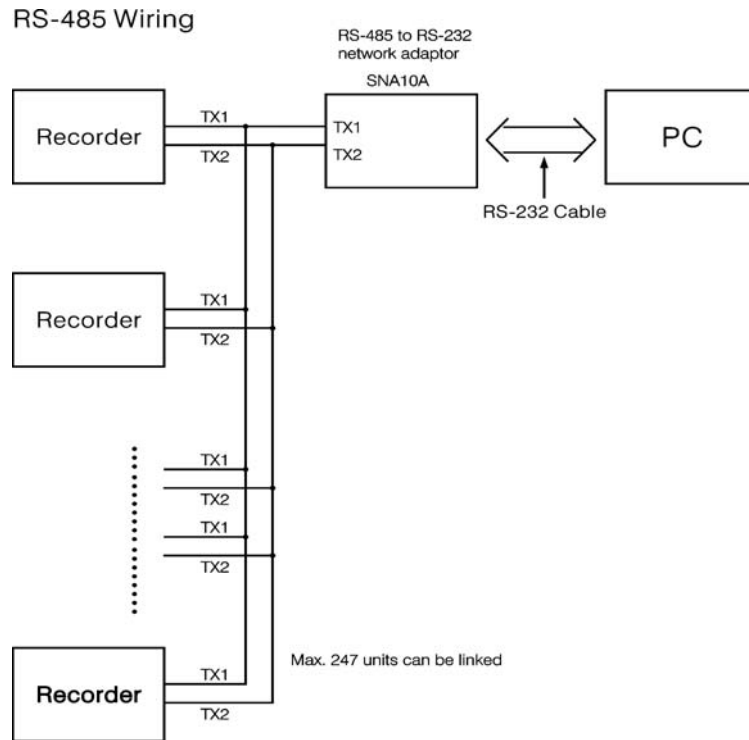 RS-485 Wiring
RS-485 to RS-232
network adaptor
SNA10A
Recorder
TX1
TX2
TX1
TX2
PC
RS-232 Cable
Recorder
TX1
TX2
TX1
TX2
TX1
TX2
Max. 247 units can be linked
Recorder
TX1
TX2